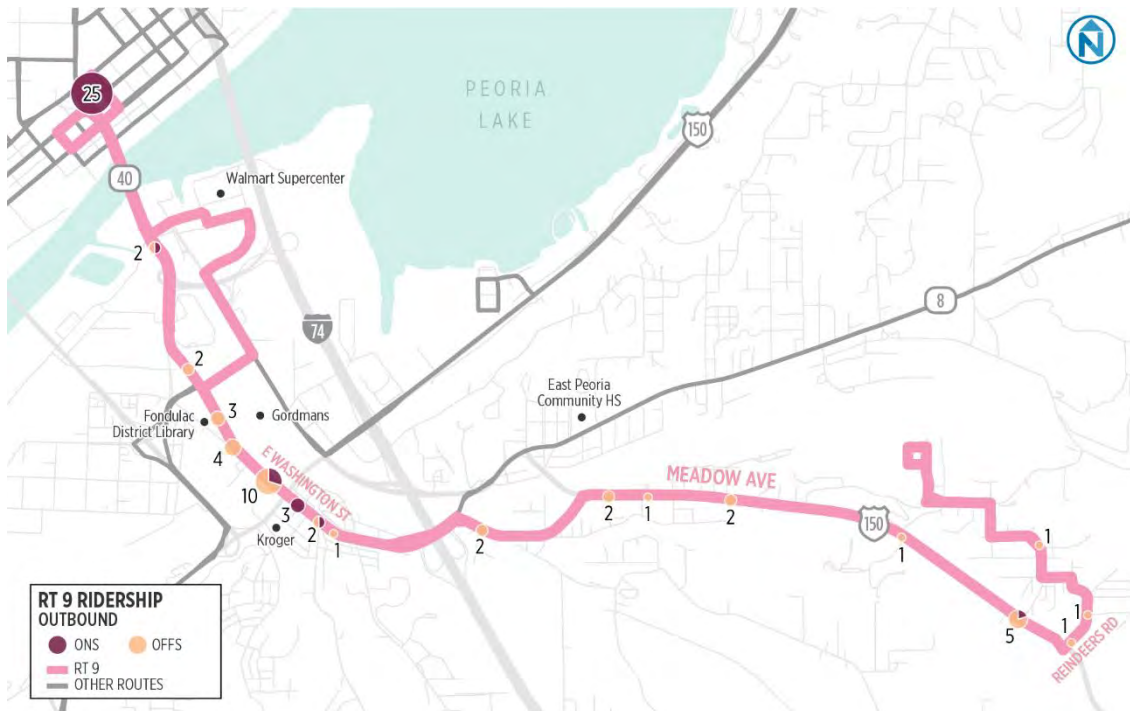 N
25
PEORIA
LAKE
150
40
Walmart Supercenter
2
8
74
2
East Peoria
Community HS
3
Fondulac
District Library
Gordmans
4
E WASHINGTON ST
MEADOW AVE
10
3
2
1
Kroger
2
2
1
2
150
1
1
5
1
1
REINDEERS RD
RT 9 RIDERSHIP
OUTBOUND
ONS
OFFS
RT 9
OTHER ROUTES